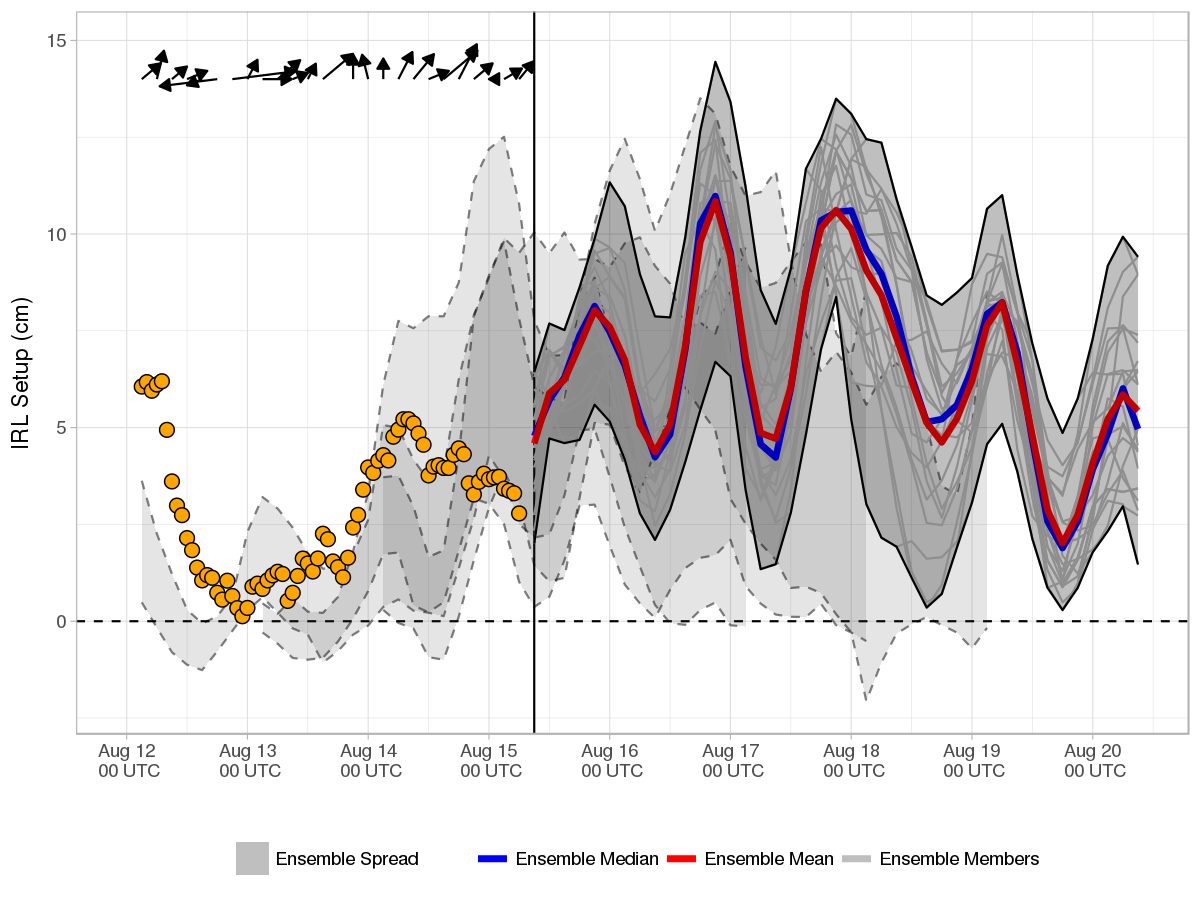 15
10
5
0
IRL Setup (cm)
Aug 12
00 UTC
Aug 13
00 UTC
Aug 14
00 UTC
Aug 15
00 UTC
Aug 16
00 UTC
Aug 17
00 UTC
Aug 18
00 UTC
Aug 19
00 UTC
Aug 20
00 UTC
Ensemble Spread
Ensemble Median
Ensemble Mean
Ensemble Members